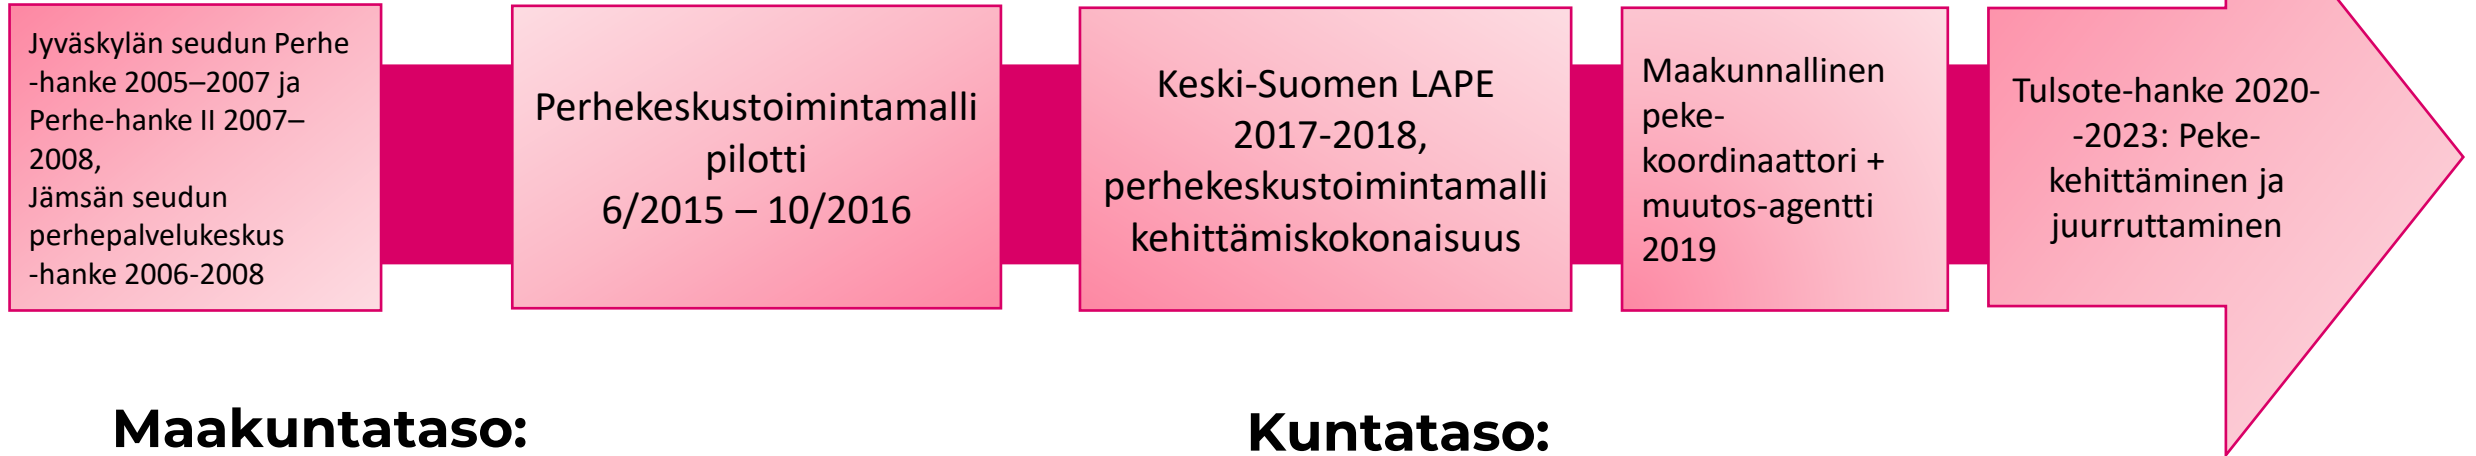 Jyväskylän seudun Perhe
-hanke 2005–2007 ja
Perhe-hanke II 2007–
2008,
Jämsän seudun
perhepalvelukeskus
-hanke 2006-2008
Perhekeskustoimintamalli
pilotti
6/2015 – 10/2016
Keski-Suomen LAPE
2017-2018,
perhekeskustoimintamalli
kehittämiskokonaisuus
Maakunnallinen
peke-
koordinaattori +
muutos-agentti
2019
Tulsote-hanke 2020-
-2023: Peke-
kehittäminen ja
juurruttaminen
Maakuntataso:
Kuntataso: